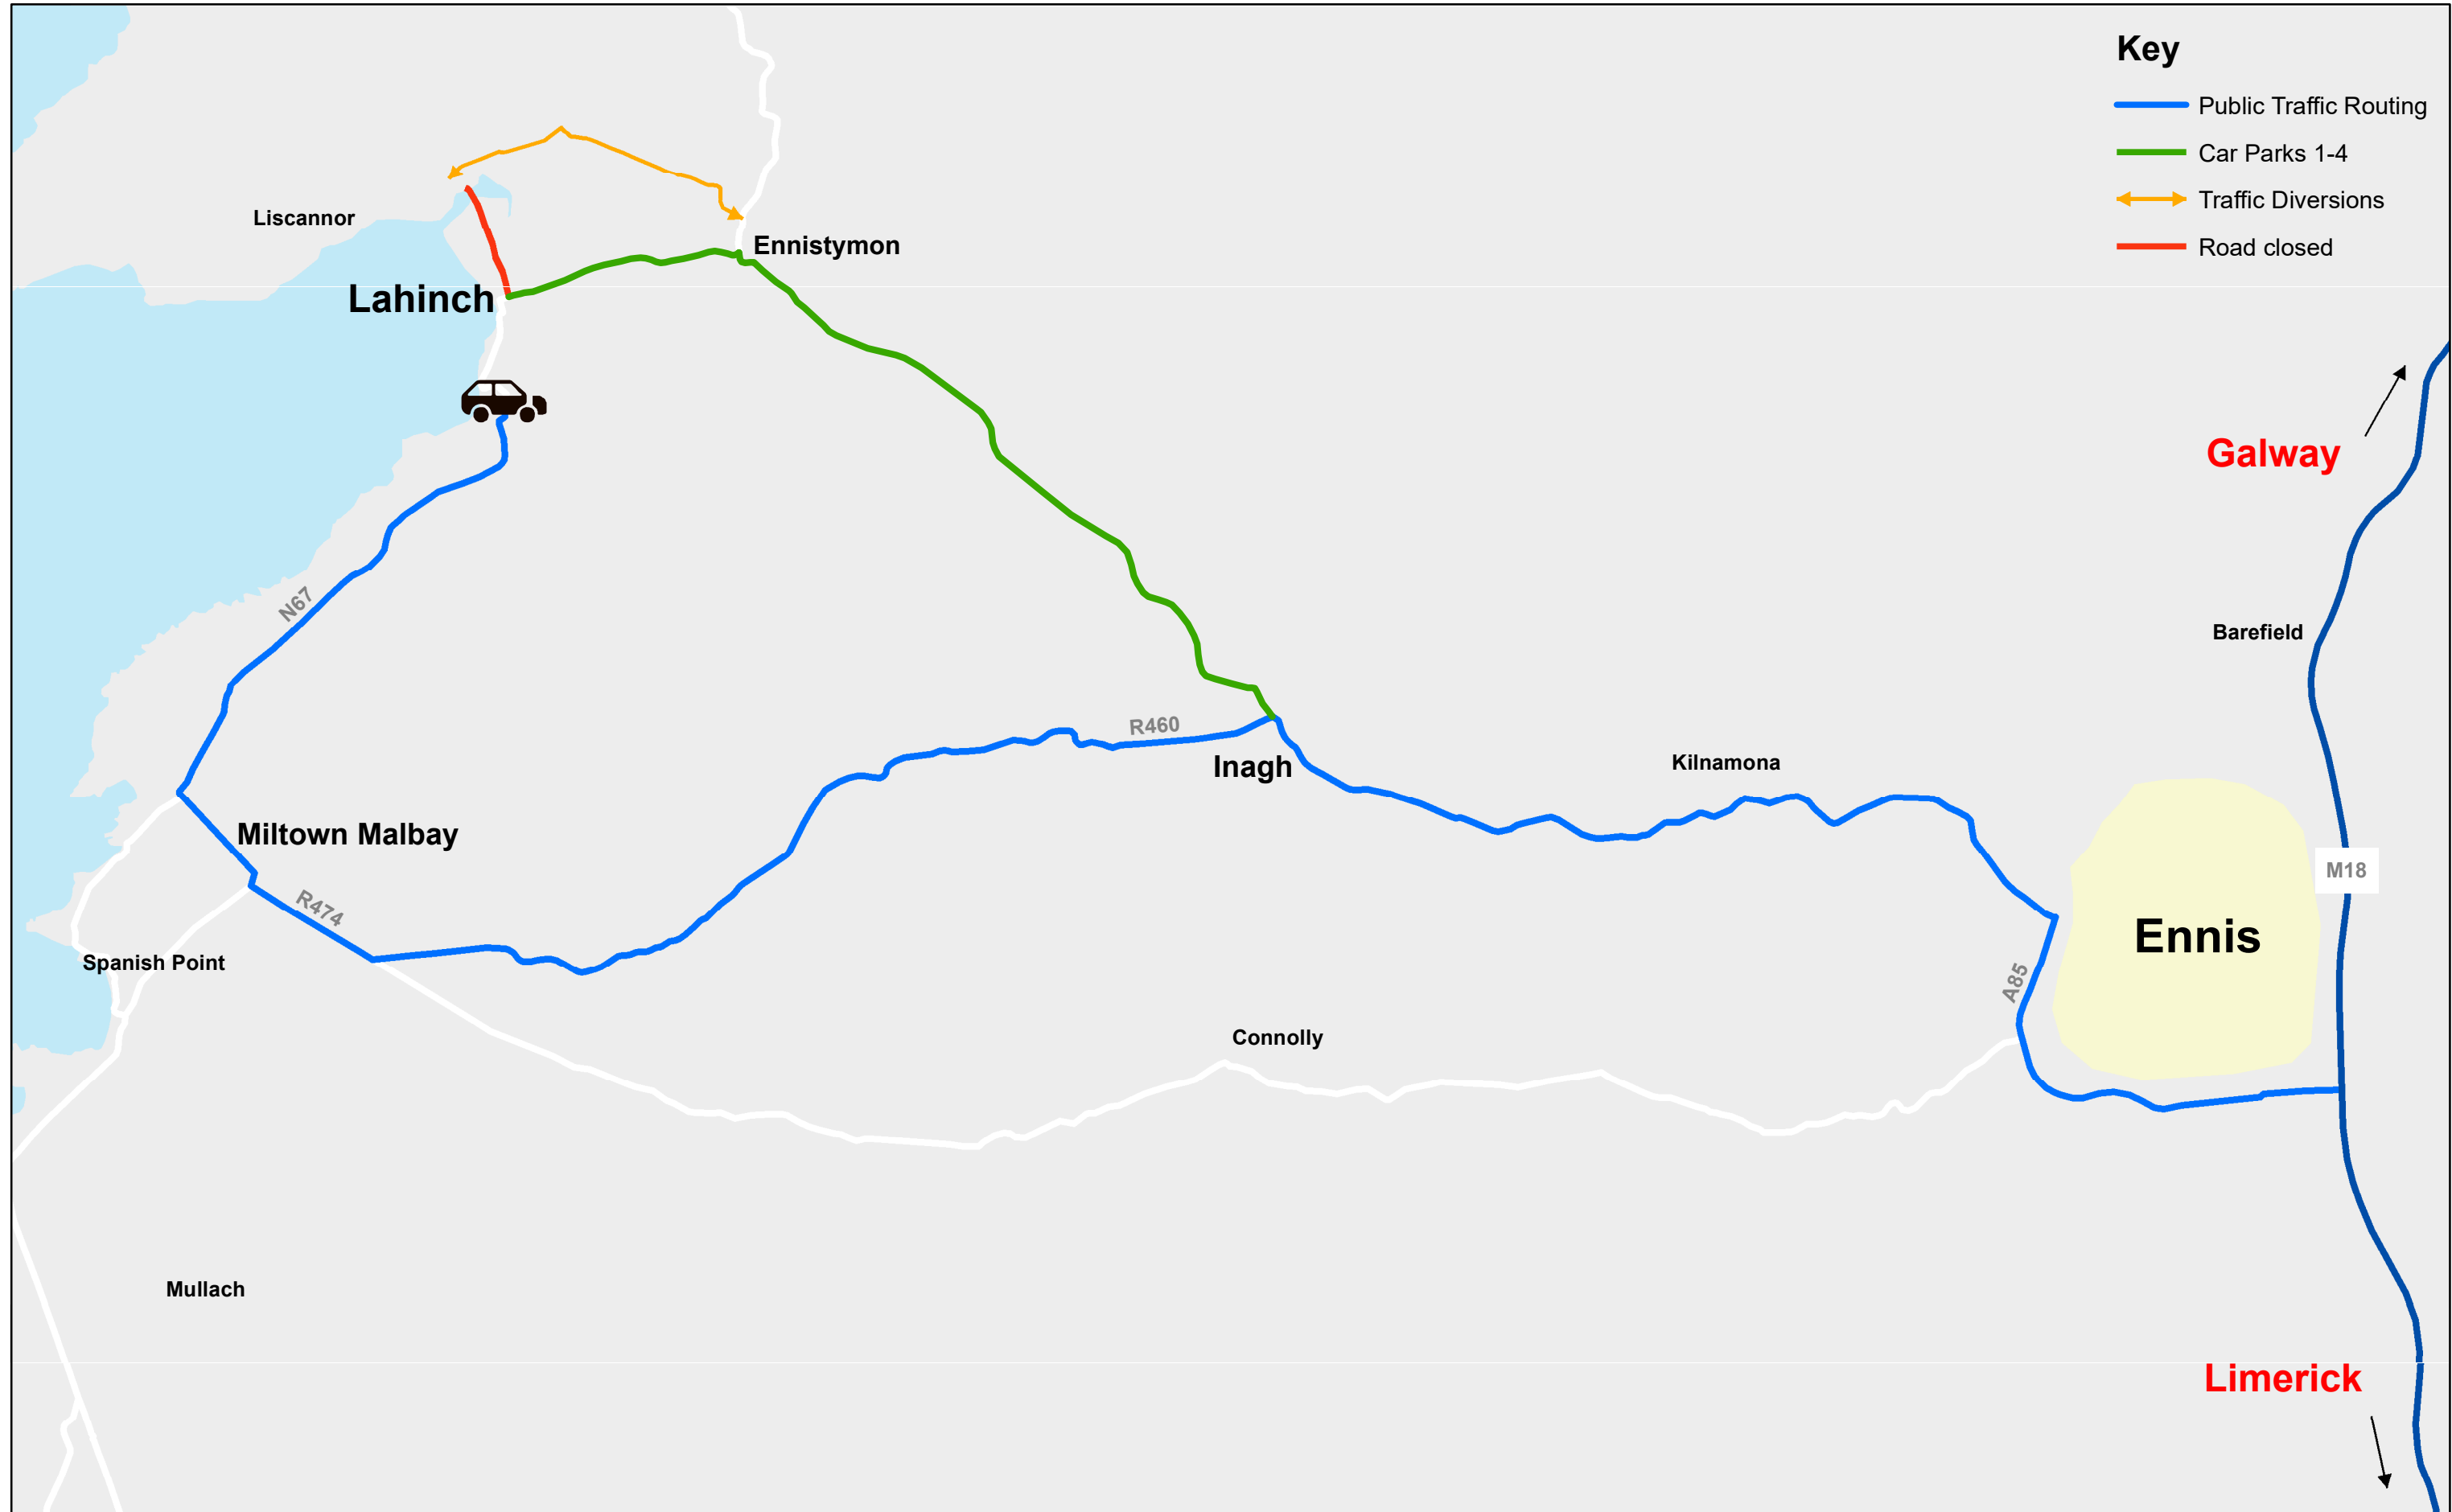 Key
Public Traffic Routing
Car Parks 1-4
Traffic Diversions
Road closed
Liscannor
Ennistymon
Lahinch
Galway
N67
Barefield
R460
Inagh
Kilnamona
Miltown Malbay
M18
R474
Ennis
Spanish Point
A85
Connolly
Mullach
Limerick